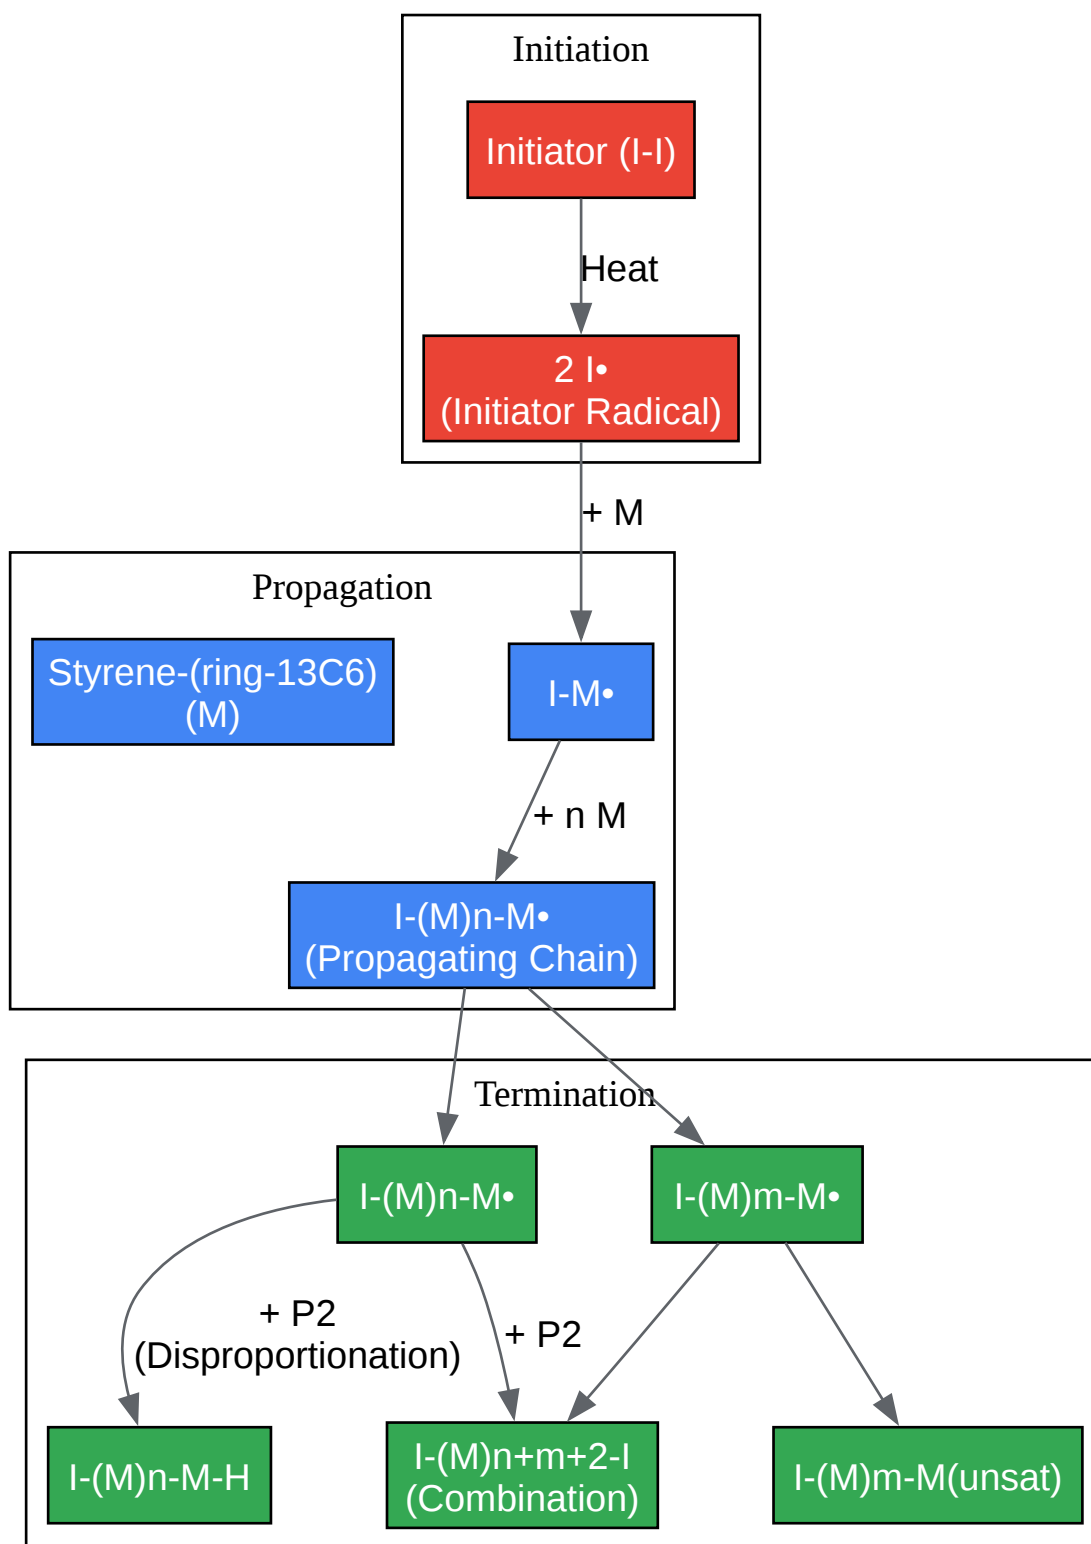 Initiation
Initiator (I-I)
Heat
2 I•
(Initiator Radical)
+ M
Propagation
Styrene-(ring-13C6)
(M)
I-M•
+ n M
I-(M)n-M•
(Propagating Chain)
Termination
I-(M)n-M•
I-(M)m-M•
+ P2
(Disproportionation)
+ P2
I-(M)n-M-H
I-(M)n+m+2-I
(Combination)
I-(M)m-M(unsat)